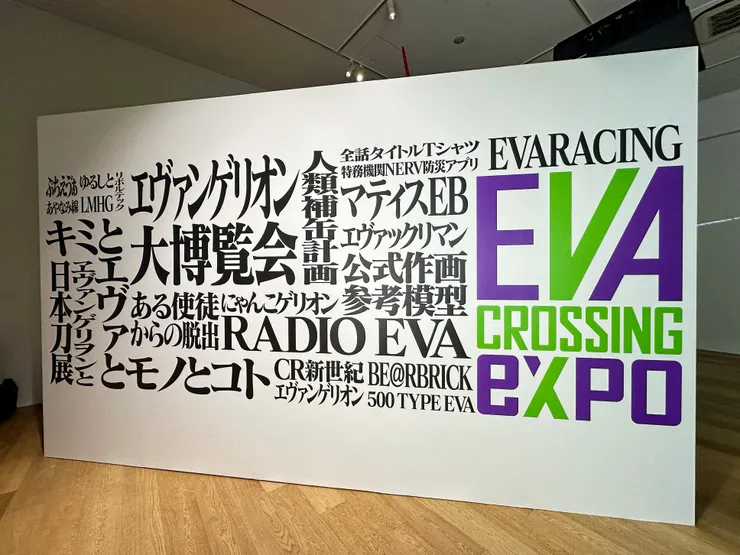 ぷちえゔぁ ゆるしと
あやなみ線 LMHG
リボルテック
エヴァンゲリオン
大博覧会
人類補缶計画
全話タイトルTシャツ
特務機関NERV防災アプリ
マティスEB
エヴァックリマン
公式作画
参考模型
キミと
エヴァ
とモノとコト
ヱヴァンゲリヲンと
日本刀展
ある使徒
からの脱出
にゃんこゲリオン
RADIO EVA
CR新世紀
エヴァンゲリオン
BE@RBRICK
500 TYPE EVA
EVARACING
EVA
CROSSING
eXPO